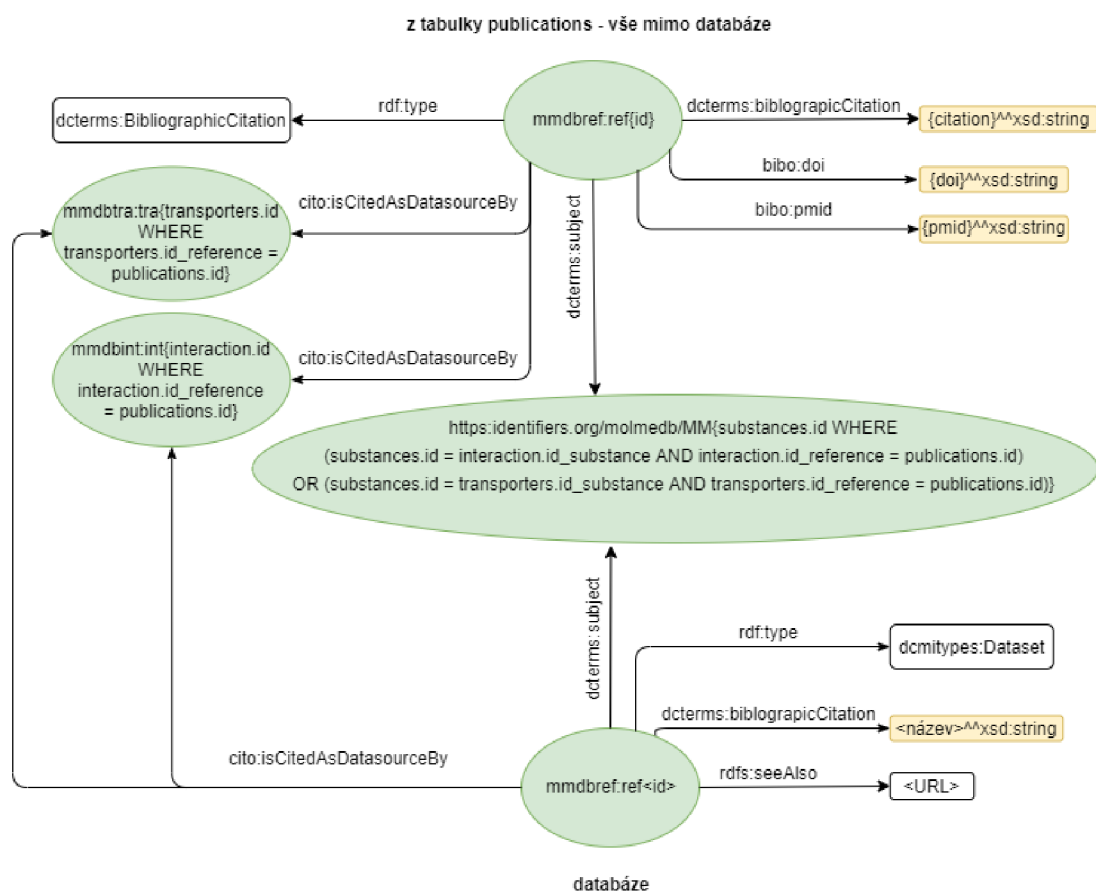 z tabulky publications - vše mimo databáze
rdf:type
dcterms:biblograpicCitation
dcterms:BibliographicCitation
mmdbref:ref{id}
{citation}^^xsd:string
bibo:doi
{doi}^^xsd:string
bibo:pmid
{pmid}^^xsd:string
cito:isCitedAsDatasourceBy
mmdbtra:tra{transporters.id
WHERE
transporters.id_reference =
publications.id}
dcterms:subject
cito:isCitedAsDatasourceBy
mmdbint:int{interaction.id
WHERE
interaction.id_reference
= publications.id}
https:identifiers.org/molmedb/MM{substances.id WHERE
(substances.id = interaction.id_substance AND interaction.id_reference = publications.id)
OR (substances.id = transporters.id_substance AND transporters.id_reference = publications.id)}
dcterms:subject
rdf:type
dcmitypes:Dataset
dcterms:biblograpicCitation
<název>^^xsd:string
cito:isCitedAsDatasourceBy
mmdbref:ref<id>
rdfs:seeAlso
<URL>
databáze